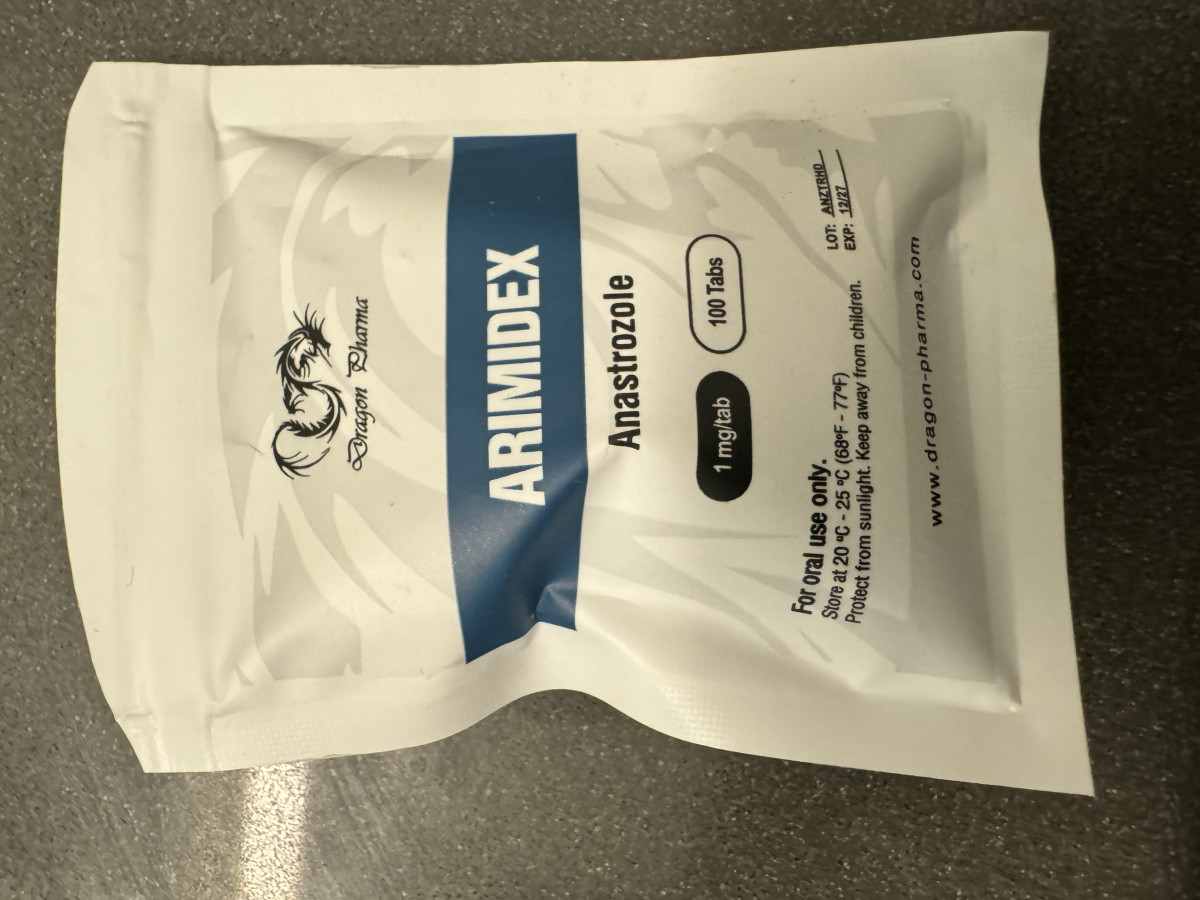 Dragon Pharma
ARIMIDEX
Anastrozole
1 mg/tab
100 Tabs
For oral use only.
Store at 20 ºC - 25 ºC (68ºF - 77ºF)
Protect from sunlight. Keep away from children.
LOT: ANZTRHD
EXP: 12/27
www.dragon-pharma.com